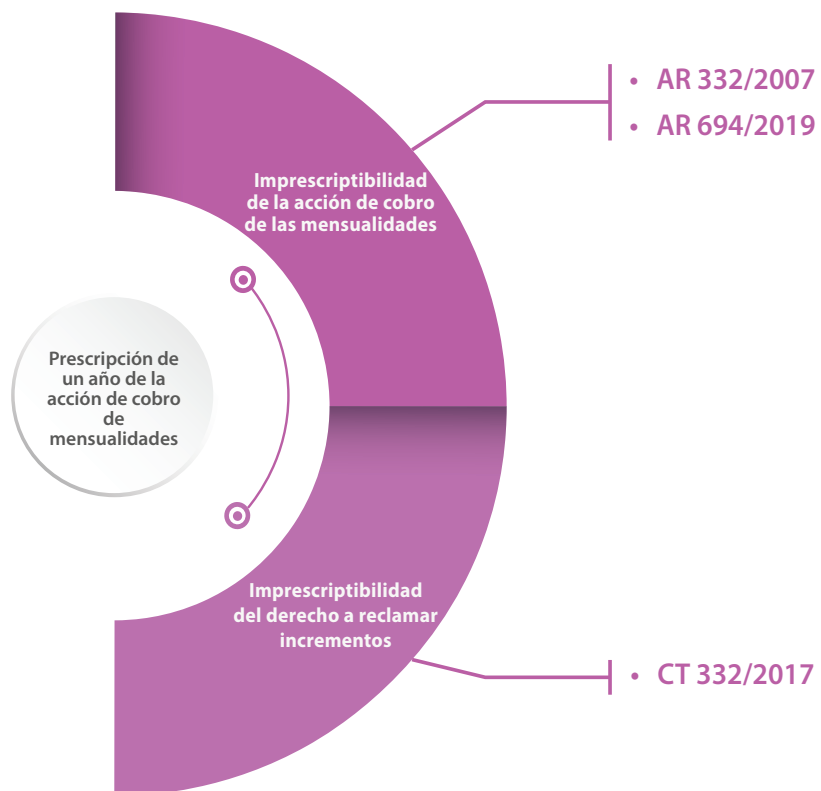 • AR 332/2007
• AR 694/2019
Imprescriptibilidad
de la acción de cobro
de las mensualidades
Prescripción de
un año de la
acción de cobro
de
mensualidades
Imprescriptibilidad
del derecho a reclamar
incrementos
• CT 332/2017